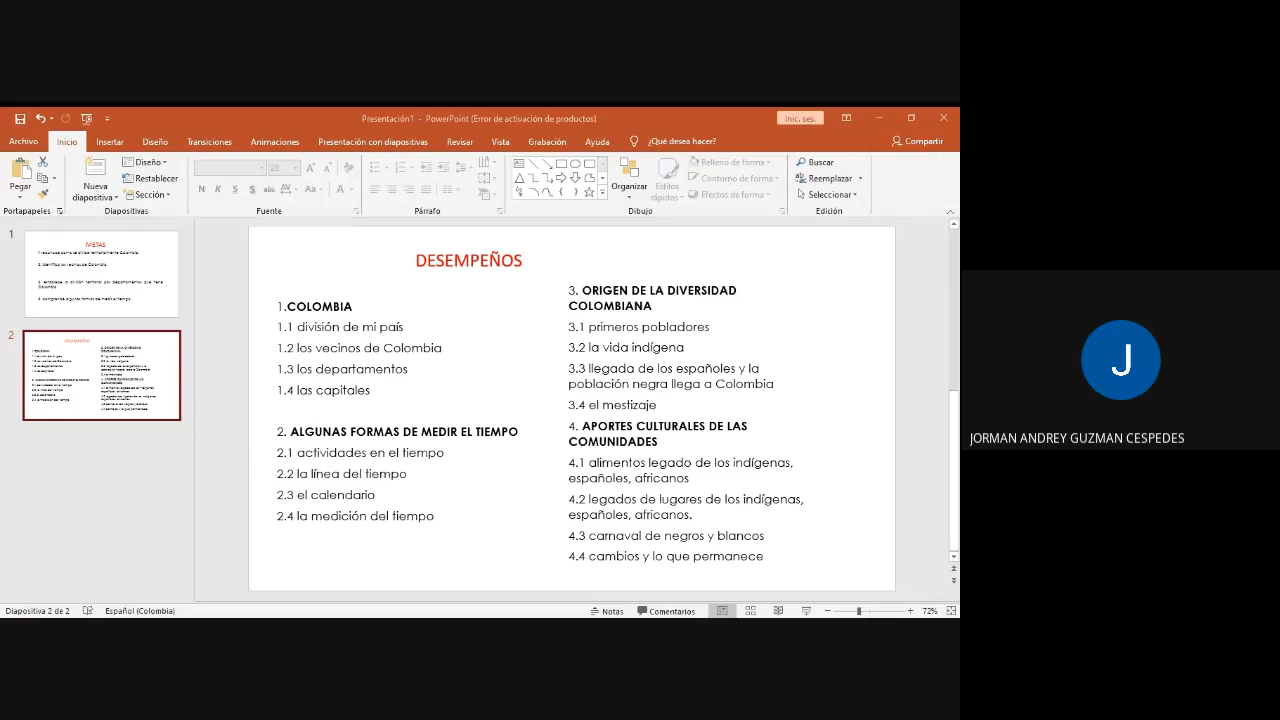 Presentación1 - PowerPoint (Error de activación de productos)
Inic. ses.
Archivo
Inicio
Insertar
Diseño
Transiciones
Animaciones
Presentación con diapositivas
Revisar
Vista
Grabación
Ayuda
¿Qué desea hacer?
Compartir
Pegar
Portapapeles
Nueva
diapositiva
Diseño
Restablecer
Sección
Diapositivas
28
N K S S abc AV Aa A
Fuente
Párrafo
Organizar
Estilos
rápidos
Relleno de forma
Contorno de forma
Efectos de forma
Dibujo
Buscar
Reemplazar
Seleccionar
Edición
1
METAS
2
DESEMPEÑOS
1.COLOMBIA
1.1 división de mi país
1.2 los vecinos de Colombia
1.3 los departamentos
1.4 las capitales
2. ALGUNAS FORMAS DE MEDIR EL TIEMPO
2.1 actividades en el tiempo
2.2 la línea del tiempo
2.3 el calendario
2.4 la medición del tiempo
3. ORIGEN DE LA DIVERSIDAD
COLOMBIANA
3.1 primeros pobladores
3.2 la vida indígena
3.3 llegada de los españoles y la
población negra llega a Colombia
3.4 el mestizaje
4. APORTES CULTURALES DE LAS
COMUNIDADES
4.1 alimentos legado de los indígenas,
españoles, africanos
4.2 legados de lugares de los indígenas,
españoles, africanos.
4.3 carnaval de negros y blancos
4.4 cambios y lo que permanece
J
JORMAN ANDREY GUZMAN CESPEDES
Diapositiva 2 de 2
Español (Colombia)
Notas
Comentarios
72%